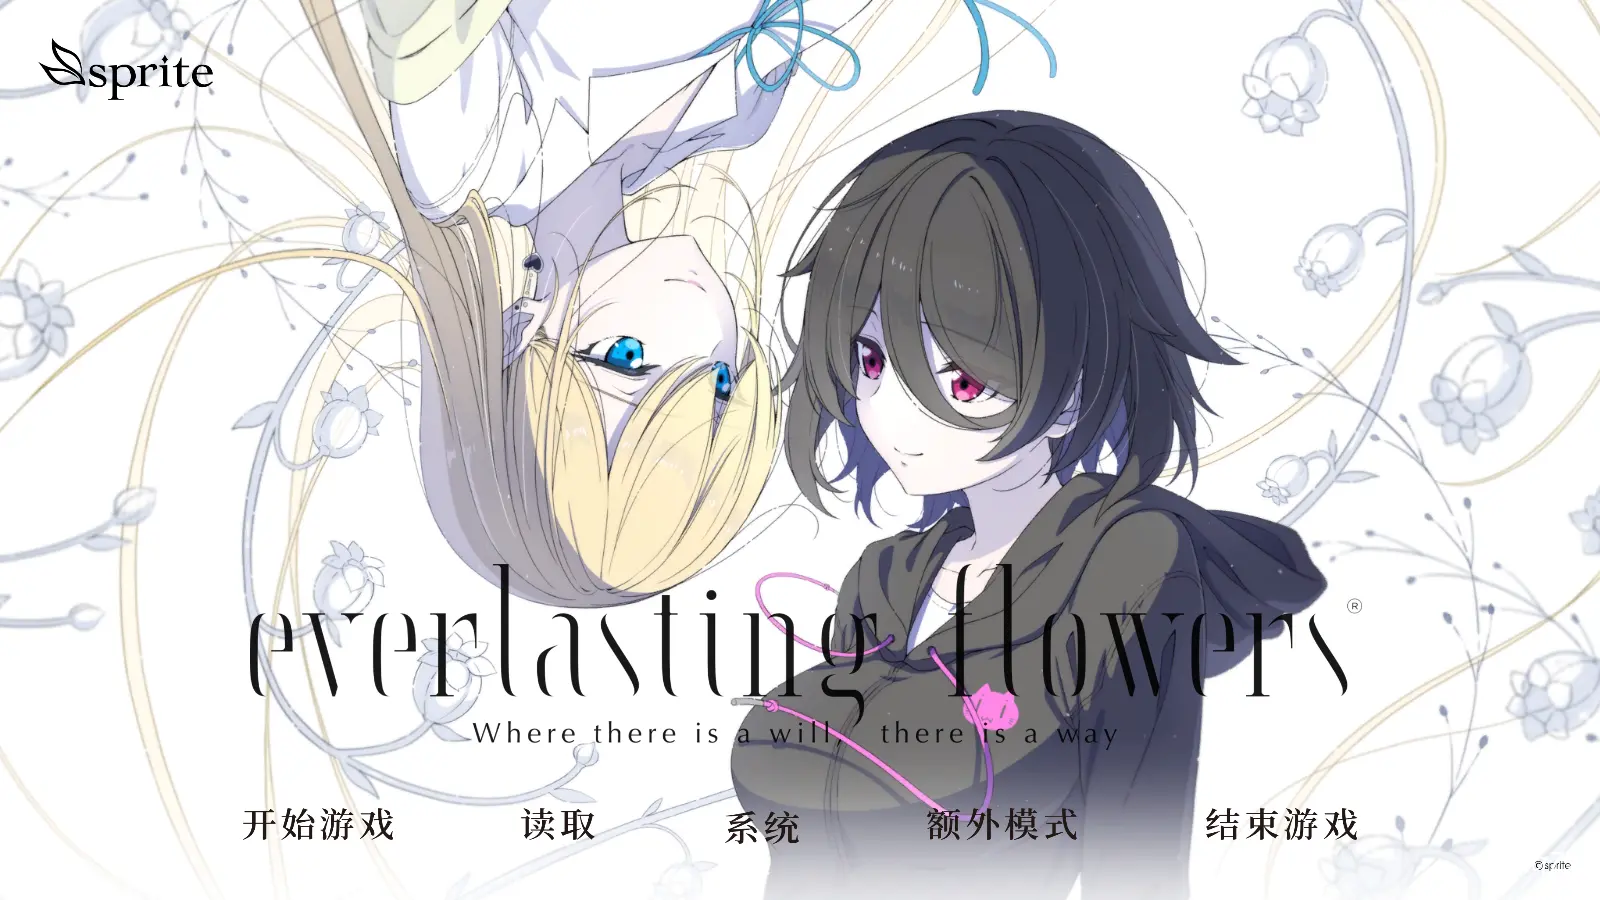 sprite
everlasting flowers®
Where there is a will, there is a way
开始游戏
读取
系统
额外模式
结束游戏
©sprite